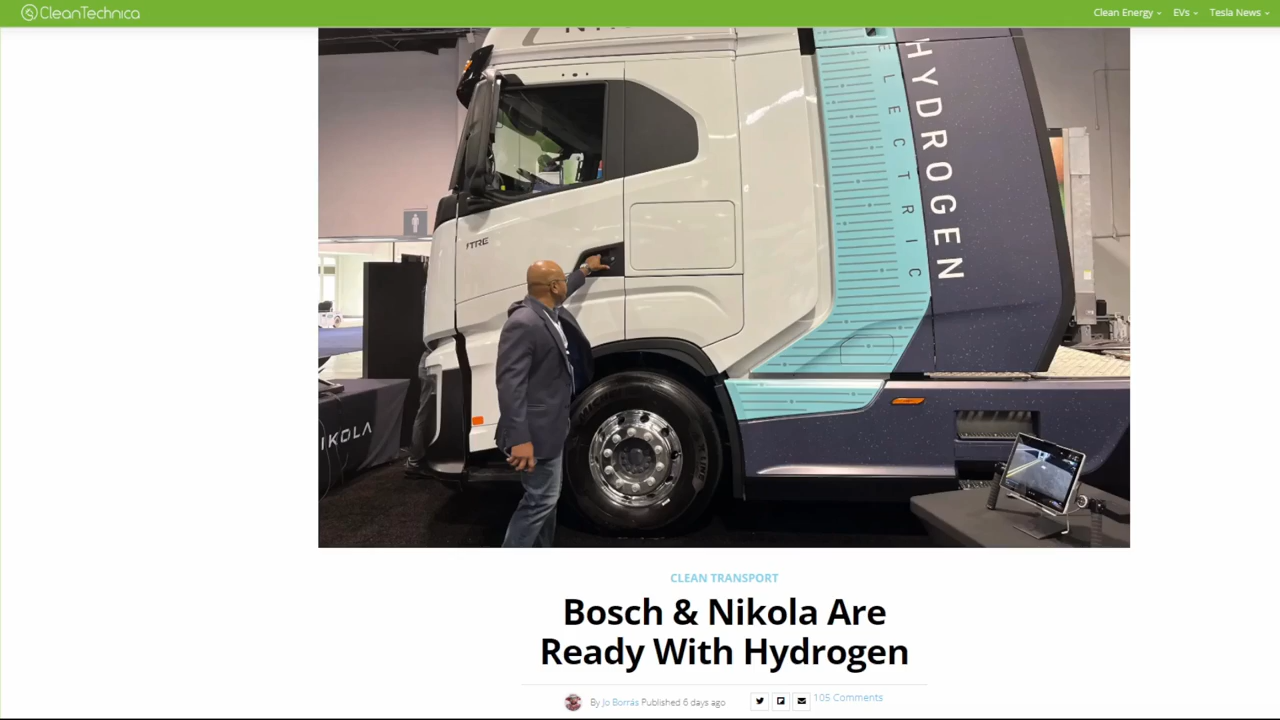 CleanTechnica
Clean Energy
EVs
Tesla News
ELECTRIC
HYDROGEN
TRE
IKOLA
CLEAN TRANSPORT
Bosch & Nikola Are
Ready With Hydrogen
By Jo Borrás Published 6 days ago
105 Comments